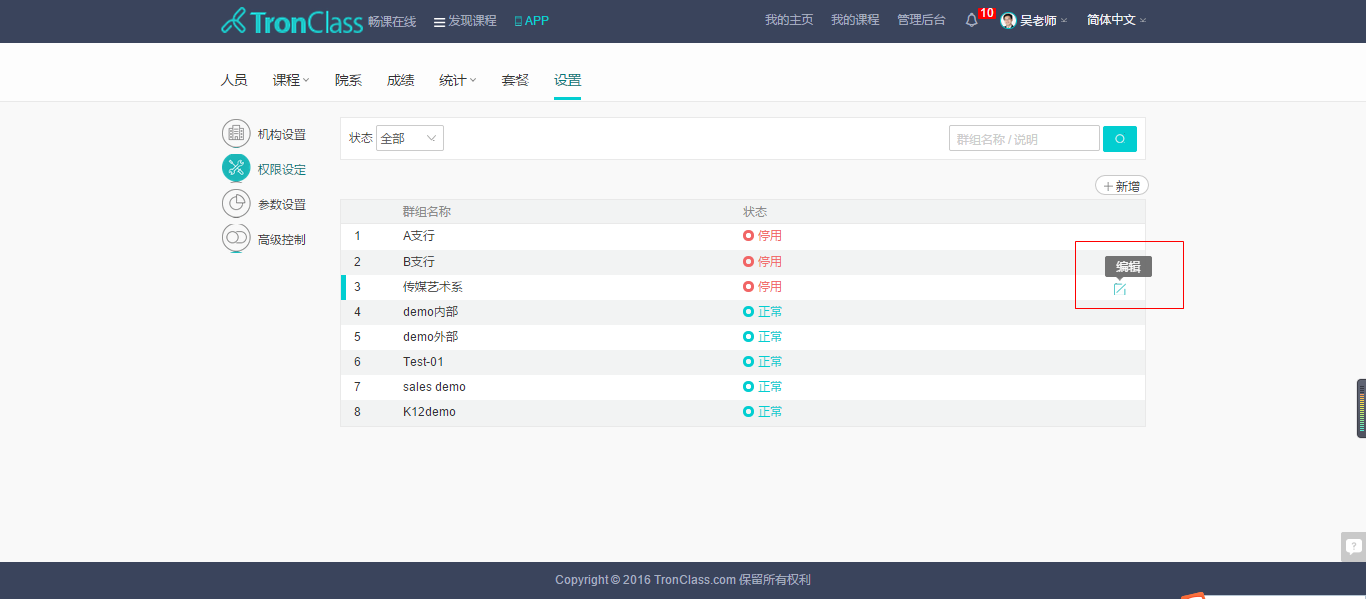 TronClass 畅课在线 发现课程 APP 我的主页 我的课程 管理后台 10 吴老师 简体中文
人员 课程 院系 成绩 统计 套餐 设置
机构设置
权限设定
参数设置
高级控制
状态 全部 群组名称 / 说明
新增
群组名称 状态
1 A支行 停用
2 B支行 停用
编辑
3 传媒艺术系 停用
4 demo内部 正常
5 demo外部 正常
6 Test-01 正常
7 sales demo 正常
8 K12demo 正常
Copyright © 2016 TronClass.com 保留所有权利